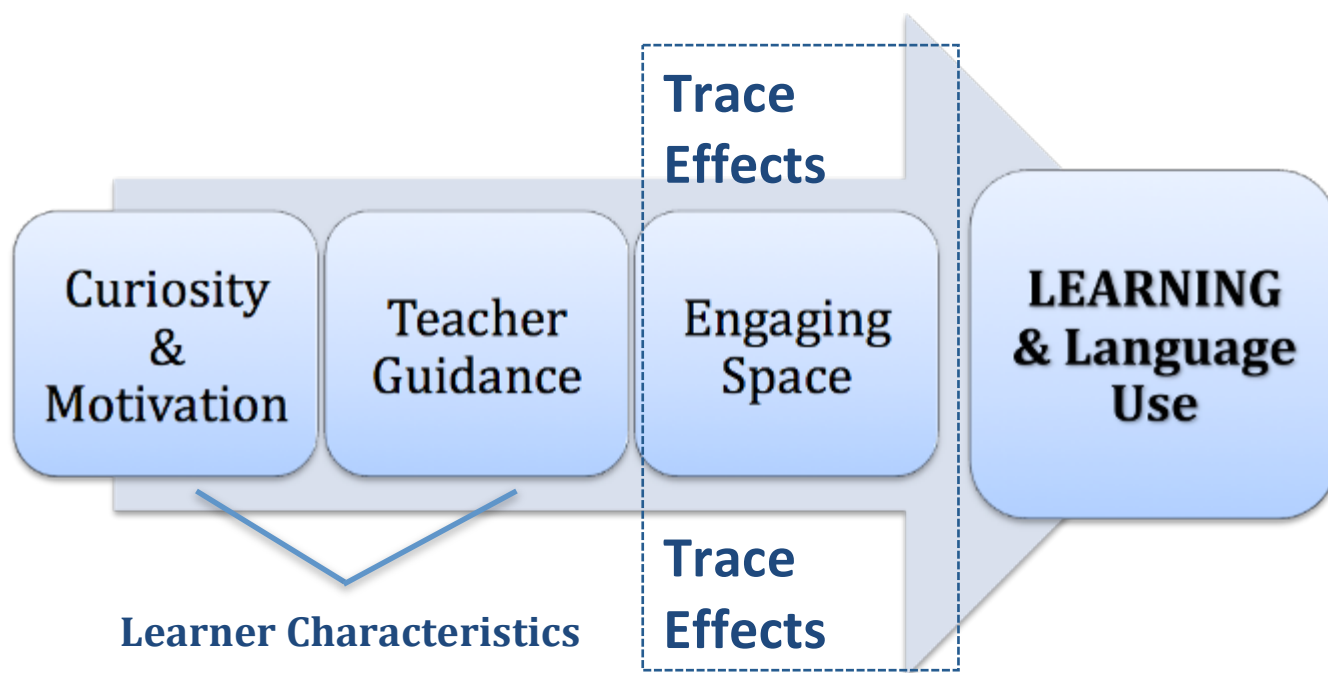 Trace
Effects
Curiosity
&
Motivation
Teacher
Guidance
Engaging
Space
LEARNING
& Language
Use
Trace
Effects
Learner Characteristics